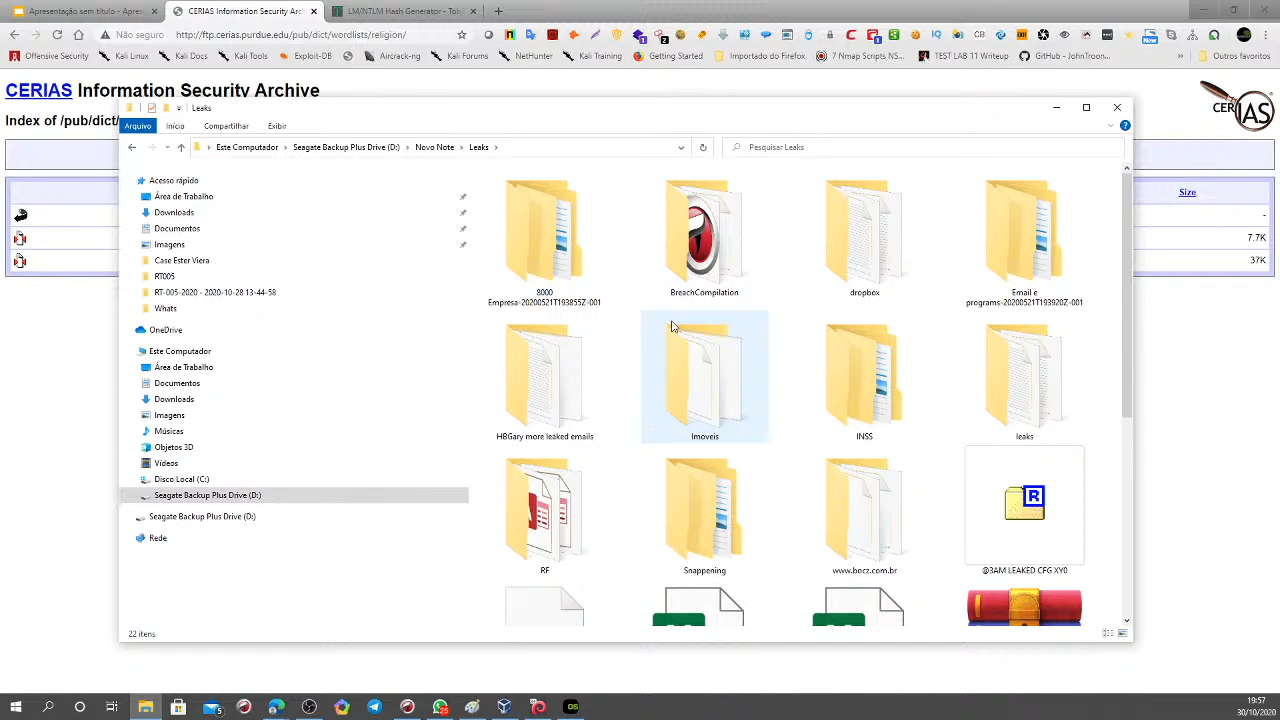 Apresentação sem título - Apres
CERIAS Information Security Arch
LM/NTLM Hash Generator - Tob
Não seguro
http://ftp.cerias.purdue.edu/pub/dict/wordlists/religion/
Offensive Security
Kali Linux
Kali Docs
Kali Tools
Exploit-DB
Aircrack-ng
Kali Forums
NetHunter
Kali Training
Getting Started
Importado do Firefox
7 Nmap Scripts NS...
TEST LAB 11 Writeup
GitHub - JohnTroon...
Outros favoritos
CERIAS Information Security Archive
Index of /pub/dict/
CERIAS
Size
-
7.7K
37K
Leaks
Arquivo
Início
Compartilhar
Exibir
Este Computador
Seagate Backup Plus Drive (D:)
Novo Note
Leaks
Pesquisar Leaks
Acesso rápido
Área de Trabalho
Downloads
Documentos
Imagens
Case Ester Viera
RT005
RT-005-2020 - 2020-10-28 13-44-58
Whats
OneDrive
Este Computador
Área de Trabalho
Documentos
Downloads
Imagens
Músicas
Objetos 3D
Vídeos
Disco Local (C:)
Seagate Backup Plus Drive (D:)
Seagate Backup Plus Drive (D:)
Rede
8000
Empresa-20200521T193855Z-001
BreachCompilation
dropbox
Email e
programas-20200521T193920Z-001
HBGary more leaked emails
Imoveis
INSS
leaks
RF
Snappening
www.bocz.com.br
R
@3AM LEAKED CFG XY0
22 itens
19:57
30/10/2020